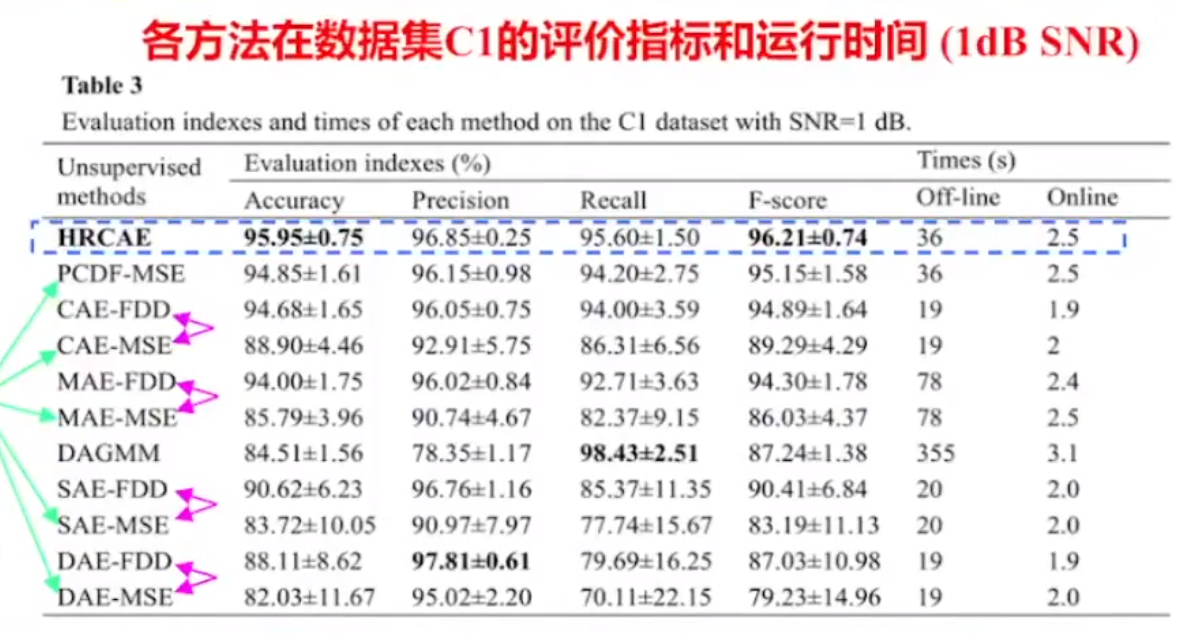 各方法在数据集C1的评价指标和运行时间 (1dB SNR)
Table 3
Evaluation indexes and times of each method on the C1 dataset with SNR=1 dB.
Unsupervised methods Evaluation indexes (%) Times (s)
Accuracy Precision Recall F-score Off-line Online
HRCAE 95.95±0.75 96.85±0.25 95.60±1.50 96.21±0.74 36 2.5
PCDF-MSE 94.85±1.61 96.15±0.98 94.20±2.75 95.15±1.58 36 2.5
CAE-FDD 94.68±1.65 96.05±0.75 94.00±3.59 94.89±1.64 19 1.9
CAE-MSE 88.90±4.46 92.91±5.75 86.31±6.56 89.29±4.29 19 2
MAE-FDD 94.00±1.75 96.02±0.84 92.71±3.63 94.30±1.78 78 2.4
MAE-MSE 85.79±3.96 90.74±4.67 82.37±9.15 86.03±4.37 78 2.5
DAGMM 84.51±1.56 78.35±1.17 98.43±2.51 87.24±1.38 355 3.1
SAE-FDD 90.62±6.23 96.76±1.16 85.37±11.35 90.41±6.84 20 2.0
SAE-MSE 83.72±10.05 90.97±7.97 77.74±15.67 83.19±11.13 20 2.0
DAE-FDD 88.11±8.62 97.81±0.61 79.69±16.25 87.03±10.98 19 1.9
DAE-MSE 82.03±11.67 95.02±2.20 70.11±22.15 79.23±14.96 19 2.0